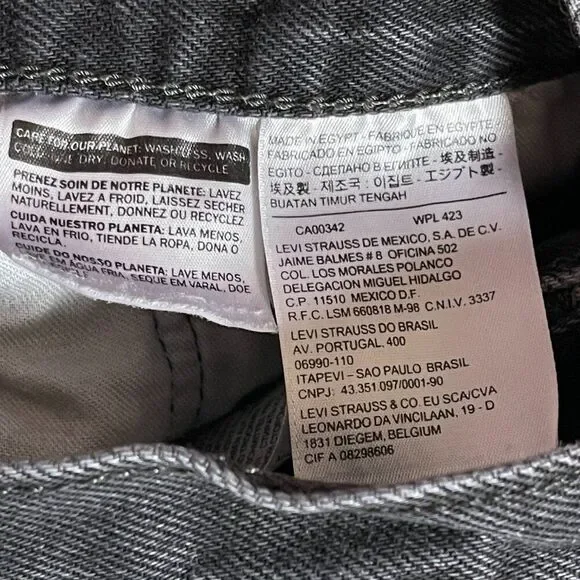 CARE FOR OUR PLANET: WASH LESS, WASH
COLD, LINE DRY, DONATE OR RECYCLE
PRENEZ SOIN DE NOTRE PLANETE: LAVEZ
MOINS, LAVEZ A FROID, LAISSEZ SECHER
NATURELLEMENT, DONNEZ OU RECYCLEZ
CUIDA NUESTRO PLANETA: LAVA MENOS,
LAVA EN FRIO, TIENDE LA ROPA, DONA O
RECICLA.
CUIDE DO NOSSO PLANETA: LAVE MENOS,
EM AGUA FRIA, SEQUE EM VARAL, DOE
MADE IN EGYPT - FABRIQUE EN EGYPTE
FABRICADO EN EGIPTO - FABRICADO NO
EGITO - СДЕЛАНО В ЕГИПТЕ - 埃及制造 -
埃及製 - 제조국 : 이집트 - エジプト製 -
BUATAN TIMUR TENGAH
CA00342 WPL 423
LEVI STRAUSS DE MEXICO, S.A. DE C.V.
JAIME BALMES # 8 OFICINA 502
COL. LOS MORALES POLANCO
DELEGACION MIGUEL HIDALGO
C.P. 11510 MEXICO D.F.
R.F.C. LSM 660818 M-98 C.N.I.V. 3337
LEVI STRAUSS DO BRASIL
AV. PORTUGAL, 400
06990-110
ITAPEVI – SAO PAULO BRASIL
CNPJ: 43.351.097/0001-90
LEVI STRAUSS & CO. EU SCA/CVA
LEONARDO DA VINCILAAN, 19 - D
1831 DIEGEM, BELGIUM
CIF A 08298606